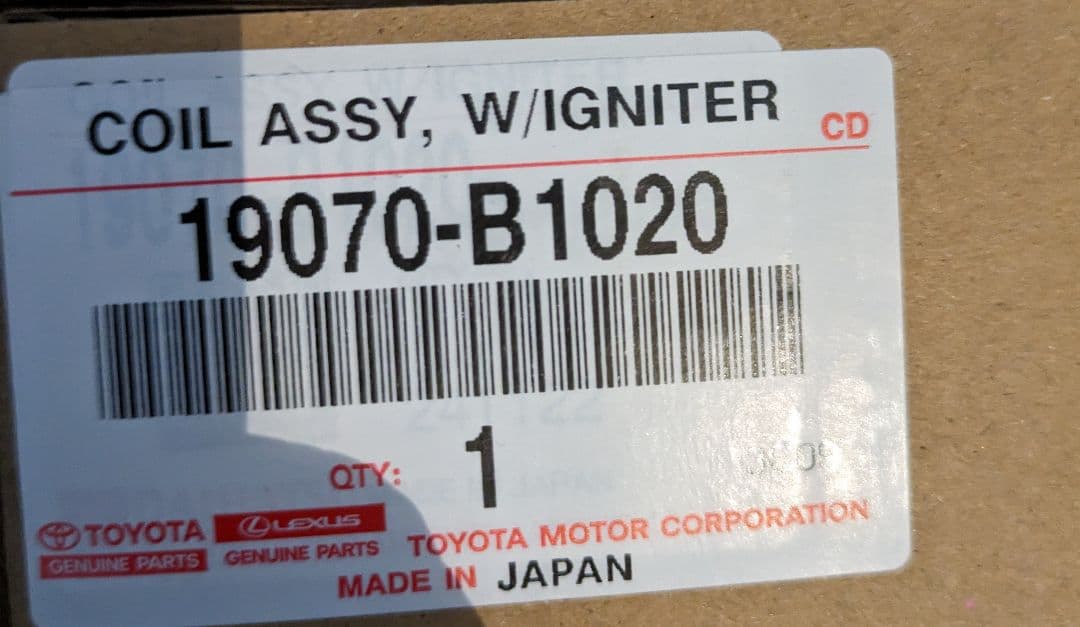 COIL ASSY, W/IGNITER
CD
19070-B1020
QTY: 1
TOYOTA
GENUINE PARTS
LEXUS
GENUINE PARTS
TOYOTA MOTOR CORPORATION
MADE IN JAPAN